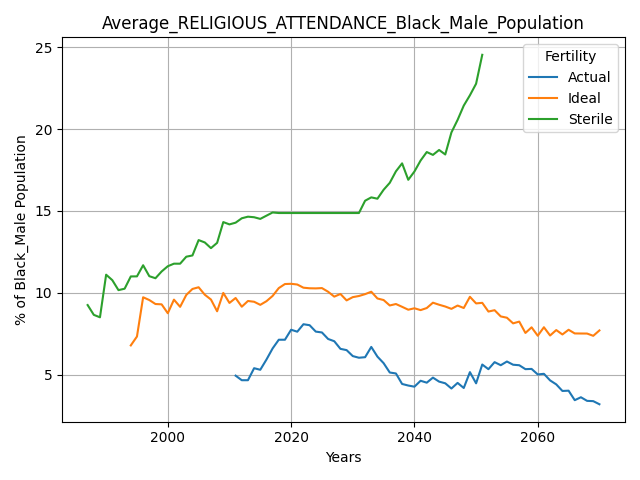 Average_RELIGIOUS_ATTENDANCE_Black_Male_Population
% of Black_Male Population
25
20
15
10
5
Fertility
Actual
Ideal
Sterile
2000 2020 2040 2060
Years